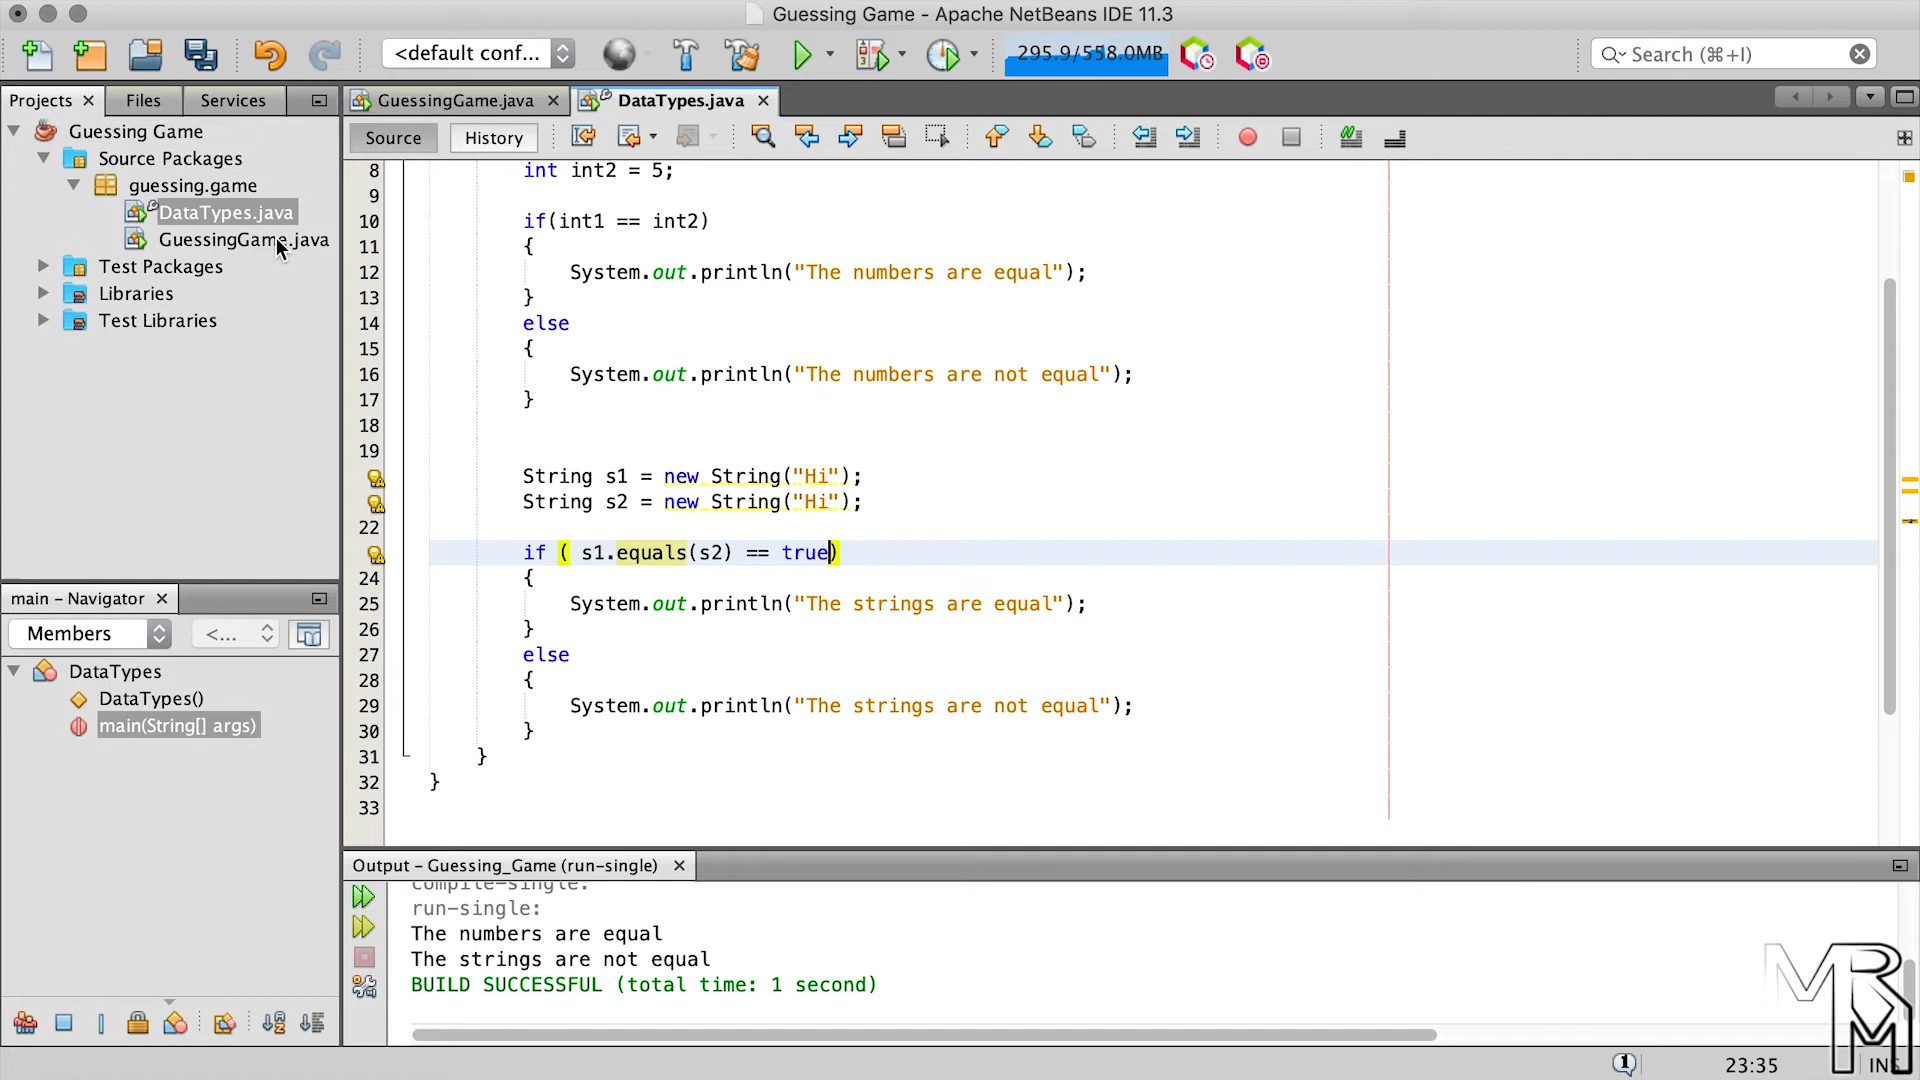 Guessing Game - Apache NetBeans IDE 11.3
<default conf...
295.9/558.0MB
Search (⌘+I)
Projects
Files
Services
GuessingGame.java
DataTypes.java
Source
History
Guessing Game
Source Packages
guessing.game
DataTypes.java
GuessingGame.java
Test Packages
Libraries
Test Libraries
8 int int2 = 5;
9
10 if(int1 == int2)
11 {
12 System.out.println("The numbers are equal");
13 }
14 else
15 {
16 System.out.println("The numbers are not equal");
17 }
18
19
String s1 = new String("Hi");
String s2 = new String("Hi");
22
if ( s1.equals(s2) == true)
24 {
25 System.out.println("The strings are equal");
26 }
27 else
28 {
29 System.out.println("The strings are not equal");
30 }
31 }
32 }
33
main - Navigator
Members
<...
DataTypes
DataTypes()
main(String[] args)
Output - Guessing_Game (run-single)
compile-single:
run-single:
The numbers are equal
The strings are not equal
BUILD SUCCESSFUL (total time: 1 second)
1
23:35
INS
MRM